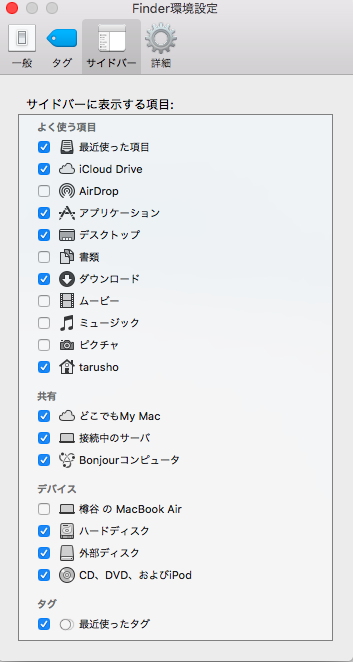 Finder環境設定
一般
タグ
サイドバー
詳細
サイドバーに表示する項目:
よく使う項目
最近使った項目
iCloud Drive
AirDrop
アプリケーション
デスクトップ
書類
ダウンロード
ムービー
ミュージック
ピクチャ
tarusho
共有
どこでもMy Mac
接続中のサーバ
Bonjourコンピュータ
デバイス
樽谷 の MacBook Air
ハードディスク
外部ディスク
CD、DVD、およびiPod
タグ
最近使ったタグ